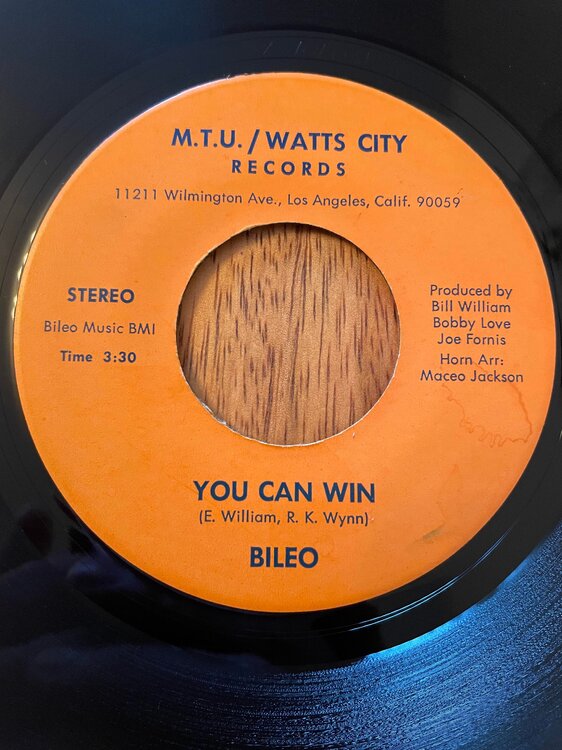 M.T.U. / WATTS CITY
RECORDS
11211 Wilmington Ave., Los Angeles, Calif. 90059
STEREO
Bileo Music BMI
Time 3:30
Produced by
Bill William
Bobby Love
Joe Fornis
Horn Arr:
Maceo Jackson
YOU CAN WIN
(E. William, R. K. Wynn)
BILEO